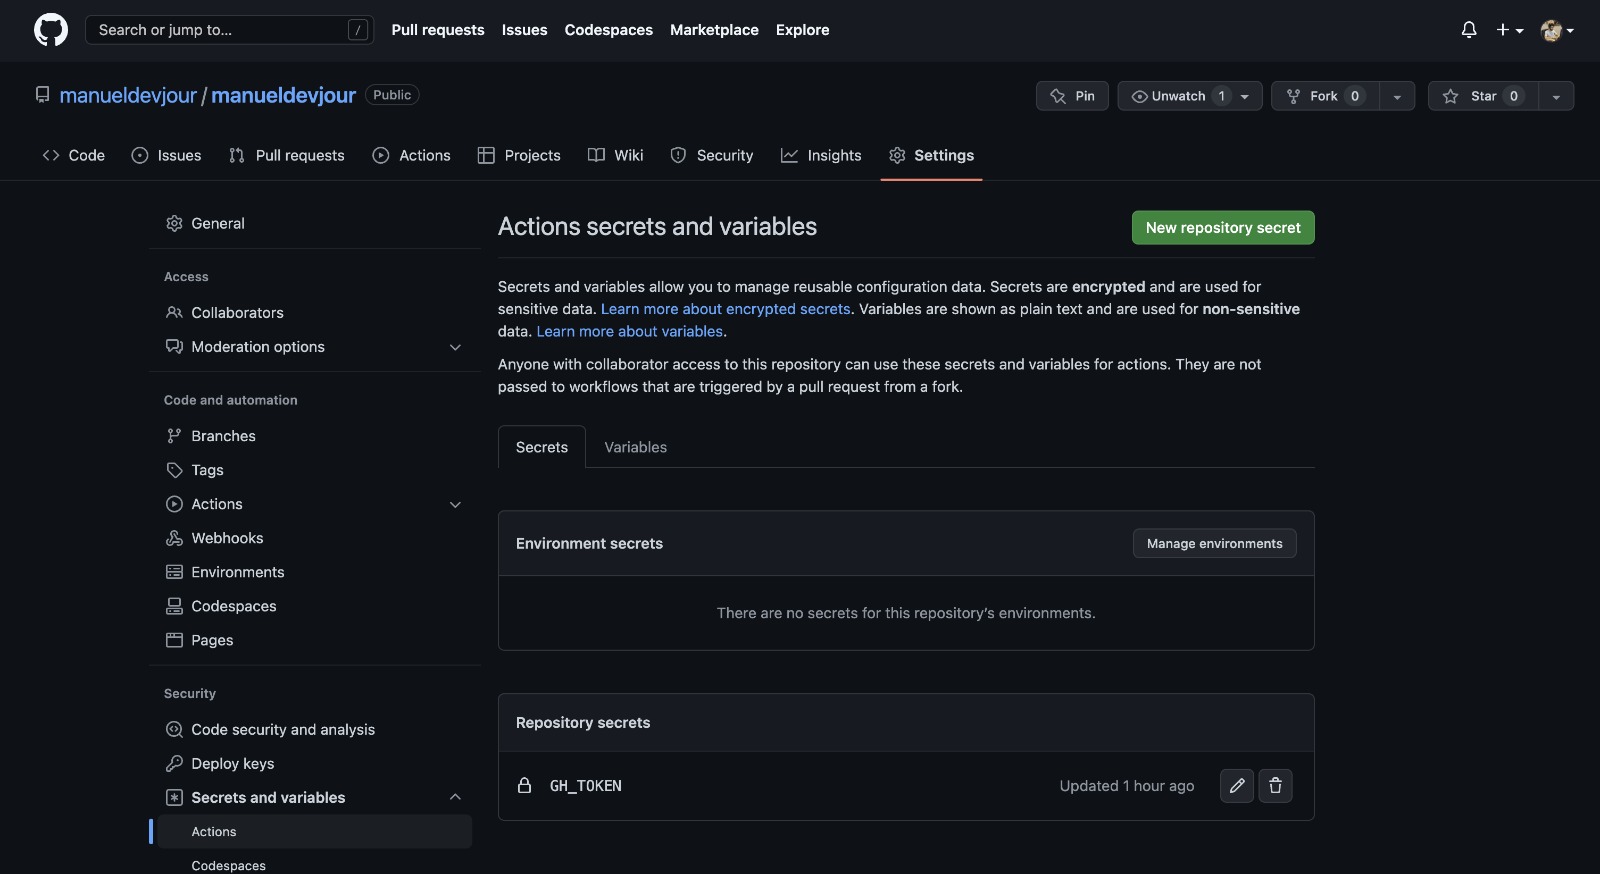 Search or jump to... /
Pull requests
Issues
Codespaces
Marketplace
Explore
manueldevjour / manueldevjour Public
Pin
Unwatch 1
Fork 0
Star 0
Code
Issues
Pull requests
Actions
Projects
Wiki
Security
Insights
Settings
General
Access
Collaborators
Moderation options
Code and automation
Branches
Tags
Actions
Webhooks
Environments
Codespaces
Pages
Security
Code security and analysis
Deploy keys
Secrets and variables
Actions
Codespaces
Actions secrets and variables
New repository secret
Secrets and variables allow you to manage reusable configuration data. Secrets are encrypted and are used for
sensitive data. Learn more about encrypted secrets. Variables are shown as plain text and are used for non-sensitive
data. Learn more about variables.
Anyone with collaborator access to this repository can use these secrets and variables for actions. They are not
passed to workflows that are triggered by a pull request from a fork.
Secrets
Variables
Environment secrets
Manage environments
There are no secrets for this repository's environments.
Repository secrets
GH_TOKEN
Updated 1 hour ago